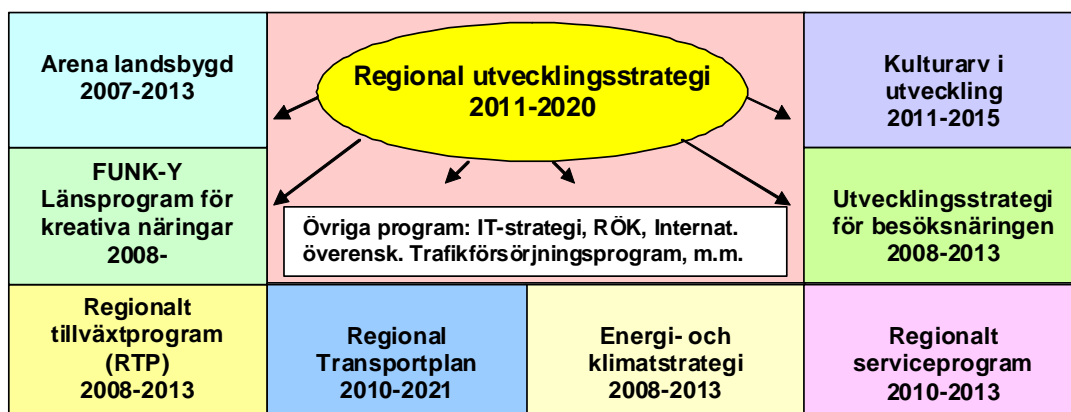 Arena landsbygd
2007-2013
Regional utvecklingsstrategi
2011-2020
Kulturarv i
utveckling
2011-2015
FUNK-Y
Länsprogram för
kreativa näringar
2008-
Övriga program: IT-strategi, RÖK, Internat.
överensk. Trafikförsörjningsprogram, m.m.
Utvecklingsstrategi
för besöksnäringen
2008-2013
Regionalt
tillväxtprogram
(RTP)
2008-2013
Regional
Transportplan
2010-2021
Energi- och
klimatstrategi
2008-2013
Regionalt
serviceprogram
2010-2013